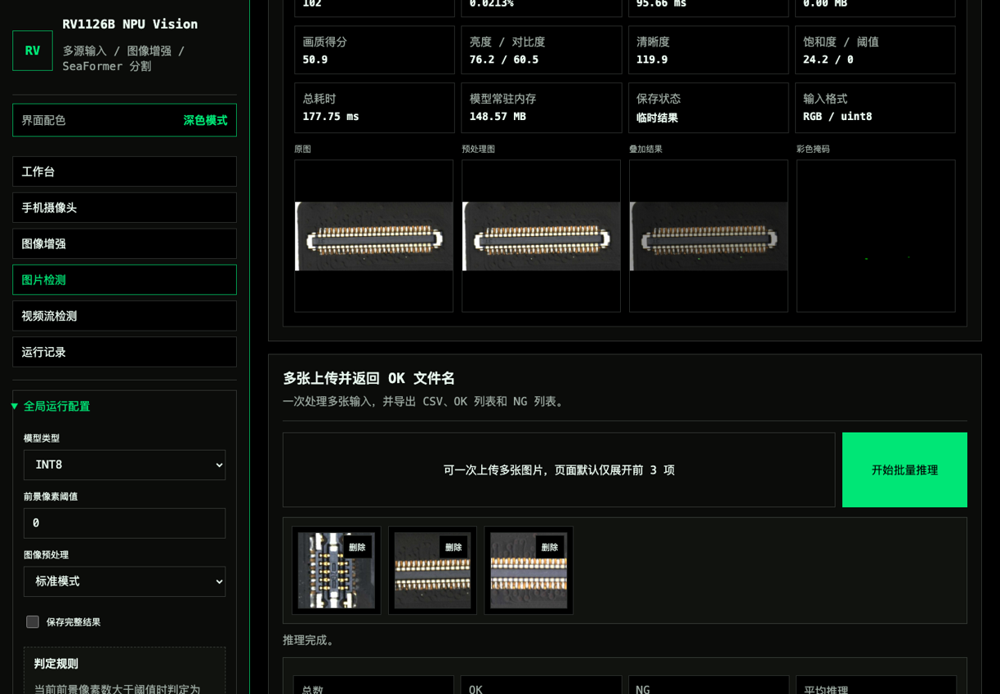 RV
RV1126B NPU Vision
多源输入 / 图像增强 /
SeaFormer 分割
界面配色
深色模式
工作台
手机摄像头
图像增强
图片检测
视频流检测
运行记录
▼ 全局运行配置
模型类型
INT8
前景像素阈值
0
图像预处理
标准模式
保存完整结果
判定规则
当前前景像素数大于阈值时判定为
102
0.0213%
95.66 ms
0.00 MB
画质得分
50.9
亮度 / 对比度
76.2 / 60.5
清晰度
119.9
饱和度 / 阈值
24.2 / 0
总耗时
177.75 ms
模型常驻内存
148.57 MB
保存状态
临时结果
输入格式
RGB / uint8
原图
预处理图
叠加结果
彩色掩码
多张上传并返回 OK 文件名
一次处理多张输入，并导出 CSV、OK 列表和 NG 列表。
可一次上传多张图片，页面默认仅展开前 3 项
开始批量推理
删除
删除
删除
推理完成。
总数
OK
NG
平均推理